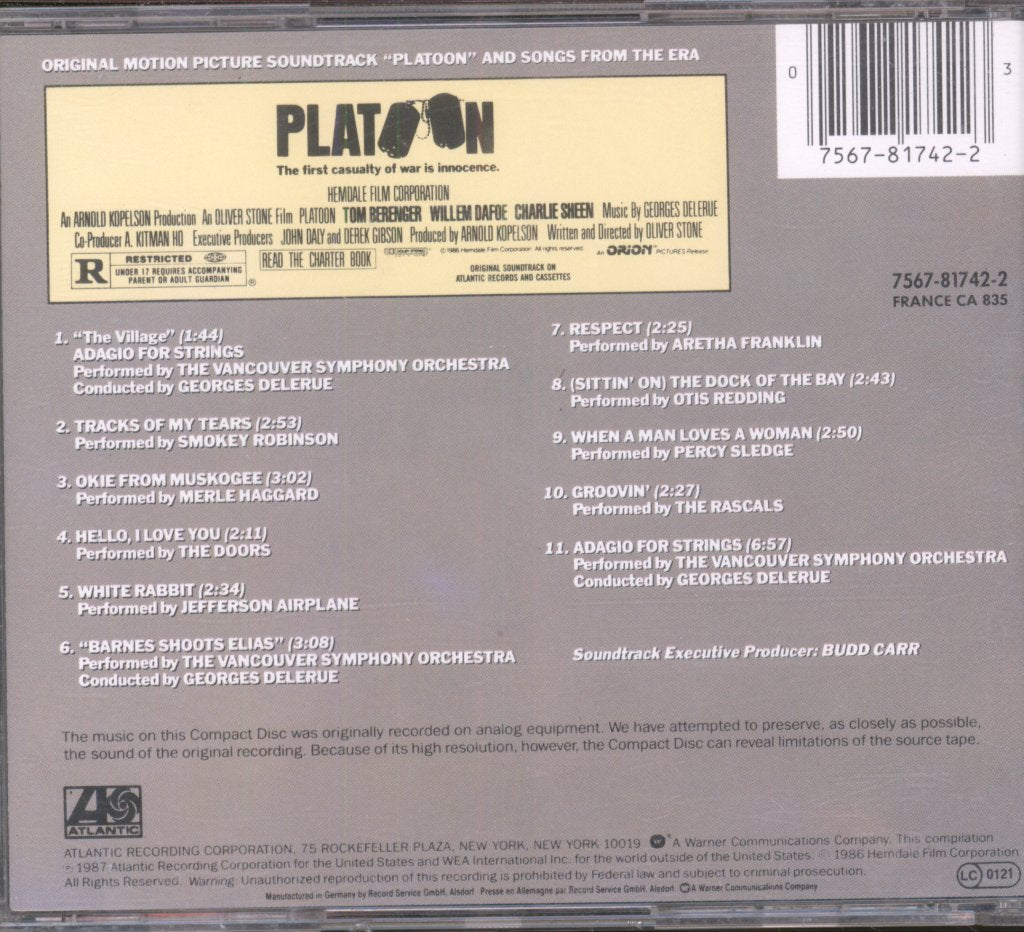 ORIGINAL MOTION PICTURE SOUNDTRACK "PLATOON" AND SONGS FROM THE ERA
0 3
7567-81742-2
PLATOON
The first casualty of war is innocence.
HEMDALE FILM CORPORATION
An ARNOLD KOPELSON Production An OLIVER STONE Film PLATOON TOM BERENGER WILLEM DAFOE CHARLIE SHEEN Music By GEORGES DELERUE
Co-Producer A. KITMAN HO Executive Producers JOHN DALY and DEREK GIBSON Produced by ARNOLD KOPELSON Written and Directed by OLIVER STONE
R RESTRICTED
UNDER 17 REQUIRES ACCOMPANYING
PARENT OR ADULT GUARDIAN ®
READ THE CHARTER BOOK
© 1986 Hemdale Film Corporation All rights reserved
An ORION PICTURES Release
ORIGINAL SOUNDTRACK ON
ATLANTIC RECORDS AND CASSETTES
7567-81742-2
FRANCE CA 835
1. "The Village" (1:44)
ADAGIO FOR STRINGS
Performed by THE VANCOUVER SYMPHONY ORCHESTRA
Conducted by GEORGES DELERUE
2. TRACKS OF MY TEARS (2:53)
Performed by SMOKEY ROBINSON
3. OKIE FROM MUSKOGEE (3:02)
Performed by MERLE HAGGARD
4. HELLO, I LOVE YOU (2:11)
Performed by THE DOORS
5. WHITE RABBIT (2:34)
Performed by JEFFERSON AIRPLANE
6. "BARNES SHOOTS ELIAS" (3:08)
Performed by THE VANCOUVER SYMPHONY ORCHESTRA
Conducted by GEORGES DELERUE
7. RESPECT (2:25)
Performed by ARETHA FRANKLIN
8. (SITTIN' ON) THE DOCK OF THE BAY (2:43)
Performed by OTIS REDDING
9. WHEN A MAN LOVES A WOMAN (2:50)
Performed by PERCY SLEDGE
10. GROOVIN' (2:27)
Performed by THE RASCALS
11. ADAGIO FOR STRINGS (6:57)
Performed by THE VANCOUVER SYMPHONY ORCHESTRA
Conducted by GEORGES DELERUE
Soundtrack Executive Producer: BUDD CARR
The music on this Compact Disc was originally recorded on analog equipment. We have attempted to preserve, as closely as possible,
the sound of the original recording. Because of its high resolution, however, the Compact Disc can reveal limitations of the source tape.
ATLANTIC
ATLANTIC RECORDING CORPORATION, 75 ROCKEFELLER PLAZA, NEW YORK, NEW YORK 10019 A Warner Communications Company. This compilation
℗ 1987 Atlantic Recording Corporation for the United States and WEA International Inc. for the world outside of the United States. © 1986 Hemdale Film Corporation.
All Rights Reserved. Warning: Unauthorized reproduction of this recording is prohibited by Federal law and subject to criminal prosecution.
LC 0121
Manufactured in Germany by Record Service GmbH, Alsdorf Pressé en Allemagne par Record Service GmbH, Alsdorf A Warner Communications Company